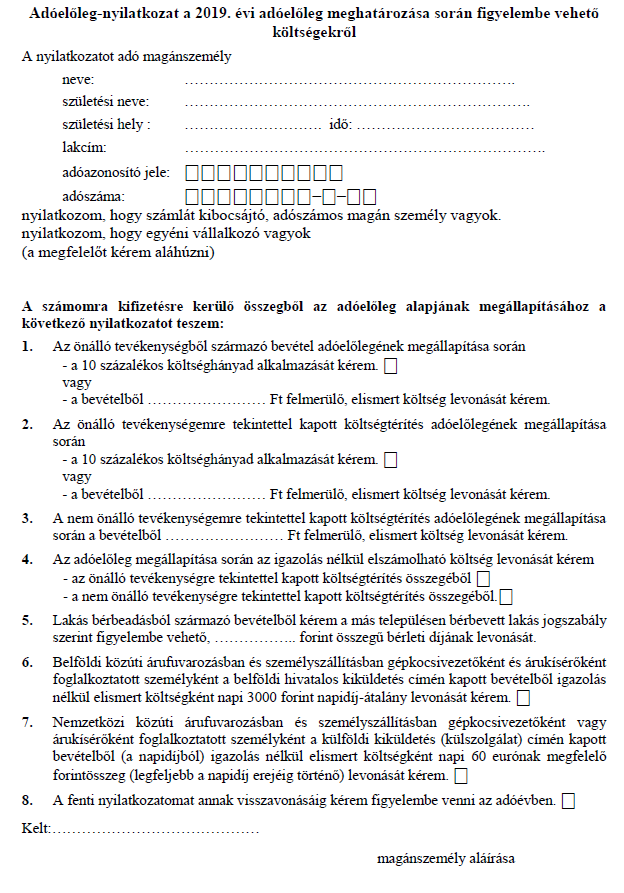 Adóelőleg-nyilatkozat a 2019. évi adóelőleg meghatározása során figyelembe vehető
költségekről
A nyilatkozatot adó magánszemély
neve: ………………………………………………………….
születési neve: …………………………………………………………….
születési hely : ………………………. idő: ………………………………
lakcím: ……………………………………………………………….
adóazonosító jele: □□□□□□□□□□
adószáma: □□□□□□□□–□–□□
nyilatkozom, hogy számlát kibocsájtó, adószámos magán személy vagyok.
nyilatkozom, hogy egyéni vállalkozó vagyok
(a megfelelőt kérem aláhúzni)
A számomra kifizetésre kerülő összegből az adóelőleg alapjának megállapításához a
következő nyilatkozatot teszem:
1. Az önálló tevékenységből származó bevétel adóelőlegének megállapítása során
- a 10 százalékos költséghányad alkalmazását kérem. □
vagy
- a bevételből …………………… Ft felmerülő, elismert költség levonását kérem.
2. Az önálló tevékenységemre tekintettel kapott költségtérítés adóelőlegének megállapítása
során
- a 10 százalékos költséghányad alkalmazását kérem. □
vagy
- a bevételből …………………… Ft felmerülő, elismert költség levonását kérem.
3. A nem önálló tevékenységemre tekintettel kapott költségtérítés adóelőlegének megállapítása
során a bevételből …………………… Ft felmerülő, elismert költség levonását kérem.
4. Az adóelőleg megállapítása során az igazolás nélkül elszámolható költség levonását kérem
- az önálló tevékenységre tekintettel kapott költségtérítés összegéből □
- a nem önálló tevékenységre tekintettel kapott költségtérítés összegéből.□
5. Lakás bérbeadásból származó bevételből kérem a más településen bérbevett lakás jogszabály
szerint figyelembe vehető, …………….. forint összegű bérleti díjának levonását.
6. Belföldi közúti árufuvarozásban és személyszállításban gépkocsivezetőként és árukísérőként
foglalkoztatott személyként a belföldi hivatalos kiküldetés címén kapott bevételből igazolás
nélkül elismert költségként napi 3000 forint napidíj-átalány levonását kérem. □
7. Nemzetközi közúti árufuvarozásban és személyszállításban gépkocsivezetőként vagy
árukísérőként foglalkoztatott személyként a külföldi kiküldetés (külszolgálat) címén kapott
bevételből (a napidíjból) igazolás nélkül elismert költségként napi 60 eurónak megfelelő
forintösszeg (legfeljebb a napidíj erejéig történő) levonását kérem. □
8. A fenti nyilatkozatomat annak visszavonásáig kérem figyelembe venni az adóévben. □
Kelt:……………………………………
magánszemély aláírása